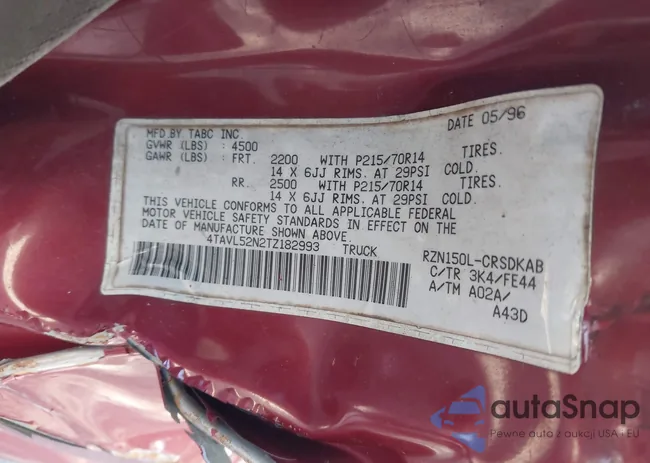 MFD.BY TABC INC. DATE 05/96
GVWR (LBS) : 4500
GAWR (LBS) : FRT. 2200 WITH P215/70R14 TIRES.
14 X 6JJ RIMS. AT 29PSI COLD.
RR. 2500 WITH P215/70R14 TIRES.
14 X 6JJ RIMS. AT 29PSI COLD.
THIS VEHICLE CONFORMS TO ALL APPLICABLE FEDERAL
MOTOR VEHICLE SAFETY STANDARDS IN EFFECT ON THE
DATE OF MANUFACTURE SHOWN ABOVE
4TAVL52N2TZ182993 TRUCK RZN150L-CRSDKAB
C/TR 3K4/FE44
A/TM A02A/
A43D
autoSnap
Pewne auto z aukcji USA i EU